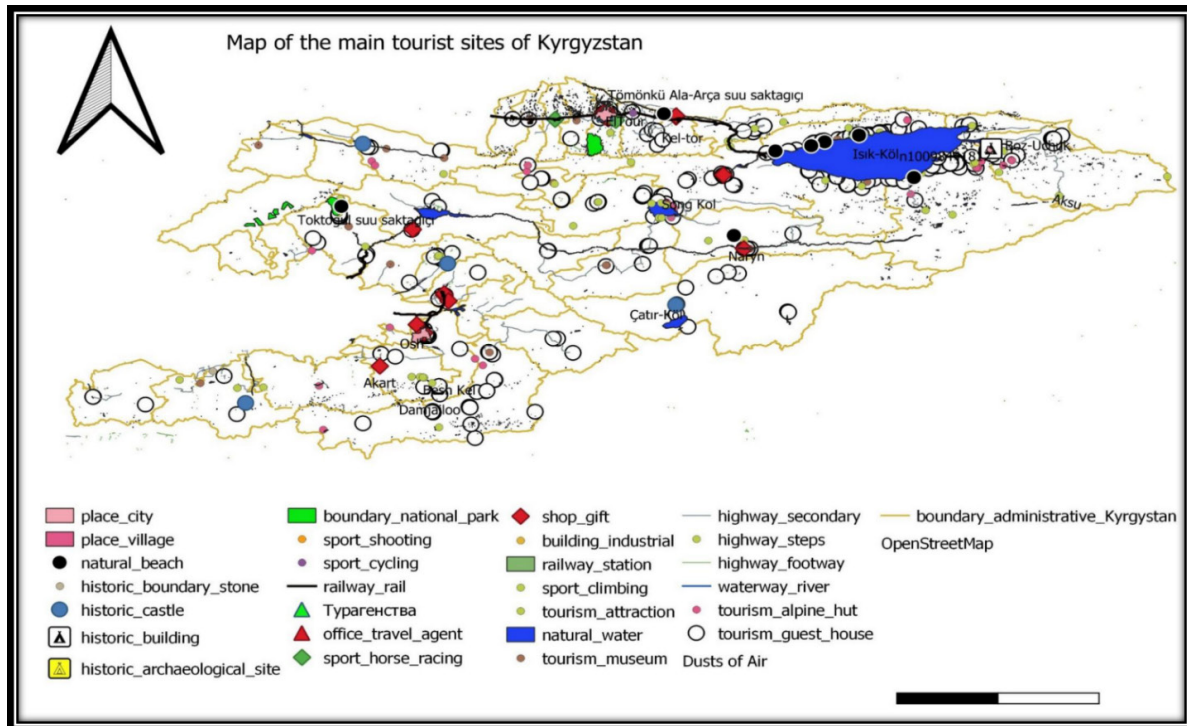 Map of the main tourist sites of Kyrgyzstan
Tömönkü Ala-Arça suu saktagıçı
ElTour
Kel-tor
Isık-Köl
Boz-Uchuk
Song Kol
Aksu
Toktogul suu saktagıçı
Naryn
Çatır-Köl
Osh
Akart
Besh Kel
Damjailoo
place_city
place_village
natural_beach
historic_boundary_stone
historic_castle
historic_building
historic_archaeological_site
boundary_national_park
sport_shooting
sport_cycling
railway_rail
Турагенства
office_travel_agent
sport_horse_racing
shop_gift
building_industrial
railway_station
sport_climbing
tourism_attraction
natural_water
tourism_museum
highway_secondary
highway_steps
highway_footway
waterway_river
tourism_alpine_hut
tourism_guest_house
Dusts of Air
boundary_administrative_Kyrgystan
OpenStreetMap